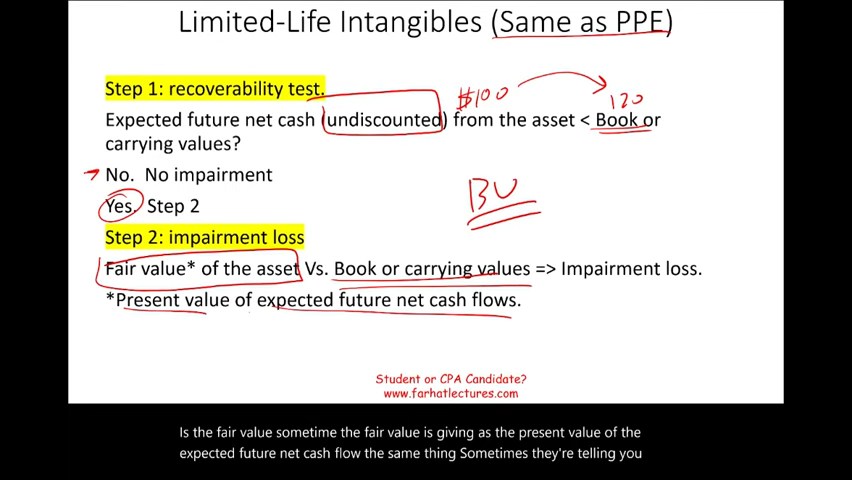 Limited-Life Intangibles (Same as PPE)
Step 1: recoverability test.
$100
120
Expected future net cash (undiscounted) from the asset < Book or
carrying values?
No. No impairment
Yes. Step 2
BV
Step 2: impairment loss
Fair value* of the asset Vs. Book or carrying values => Impairment loss.
*Present value of expected future net cash flows.
Student or CPA Candidate?
www.farhatlectures.com
Is the fair value sometime the fair value is giving as the present value of the
expected future net cash flow the same thing Sometimes they're telling you